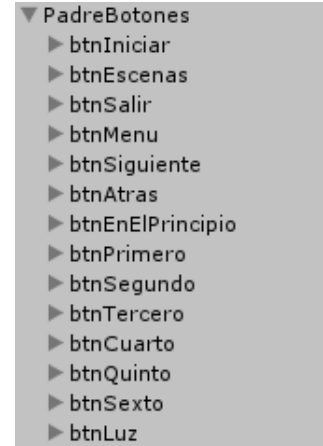 PadreBotones
btnIniciar
btnEscenas
btnSalir
btnMenu
btnSiguiente
btnAtras
btnEnElPrincipio
btnPrimero
btnSegundo
btnTercero
btnCuarto
btnQuinto
btnSexto
btnLuz